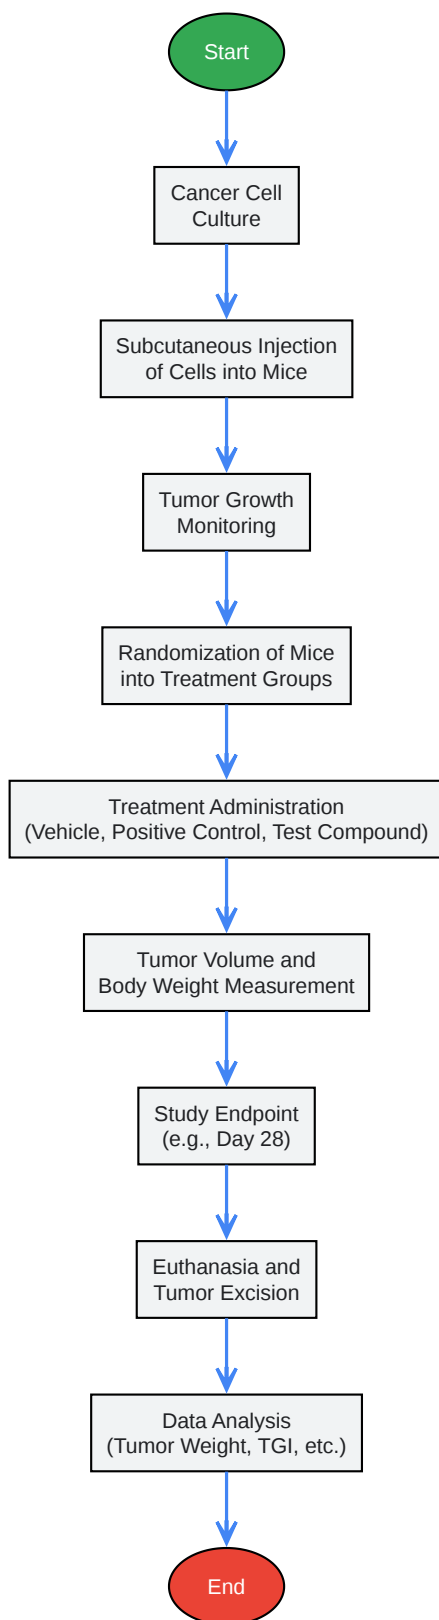 Start
Cancer Cell
Culture
Subcutaneous Injection
of Cells into Mice
Tumor Growth
Monitoring
Randomization of Mice
into Treatment Groups
Treatment Administration
(Vehicle, Positive Control, Test Compound)
Tumor Volume and
Body Weight Measurement
Study Endpoint
(e.g., Day 28)
Euthanasia and
Tumor Excision
Data Analysis
(Tumor Weight, TGI, etc.)
End